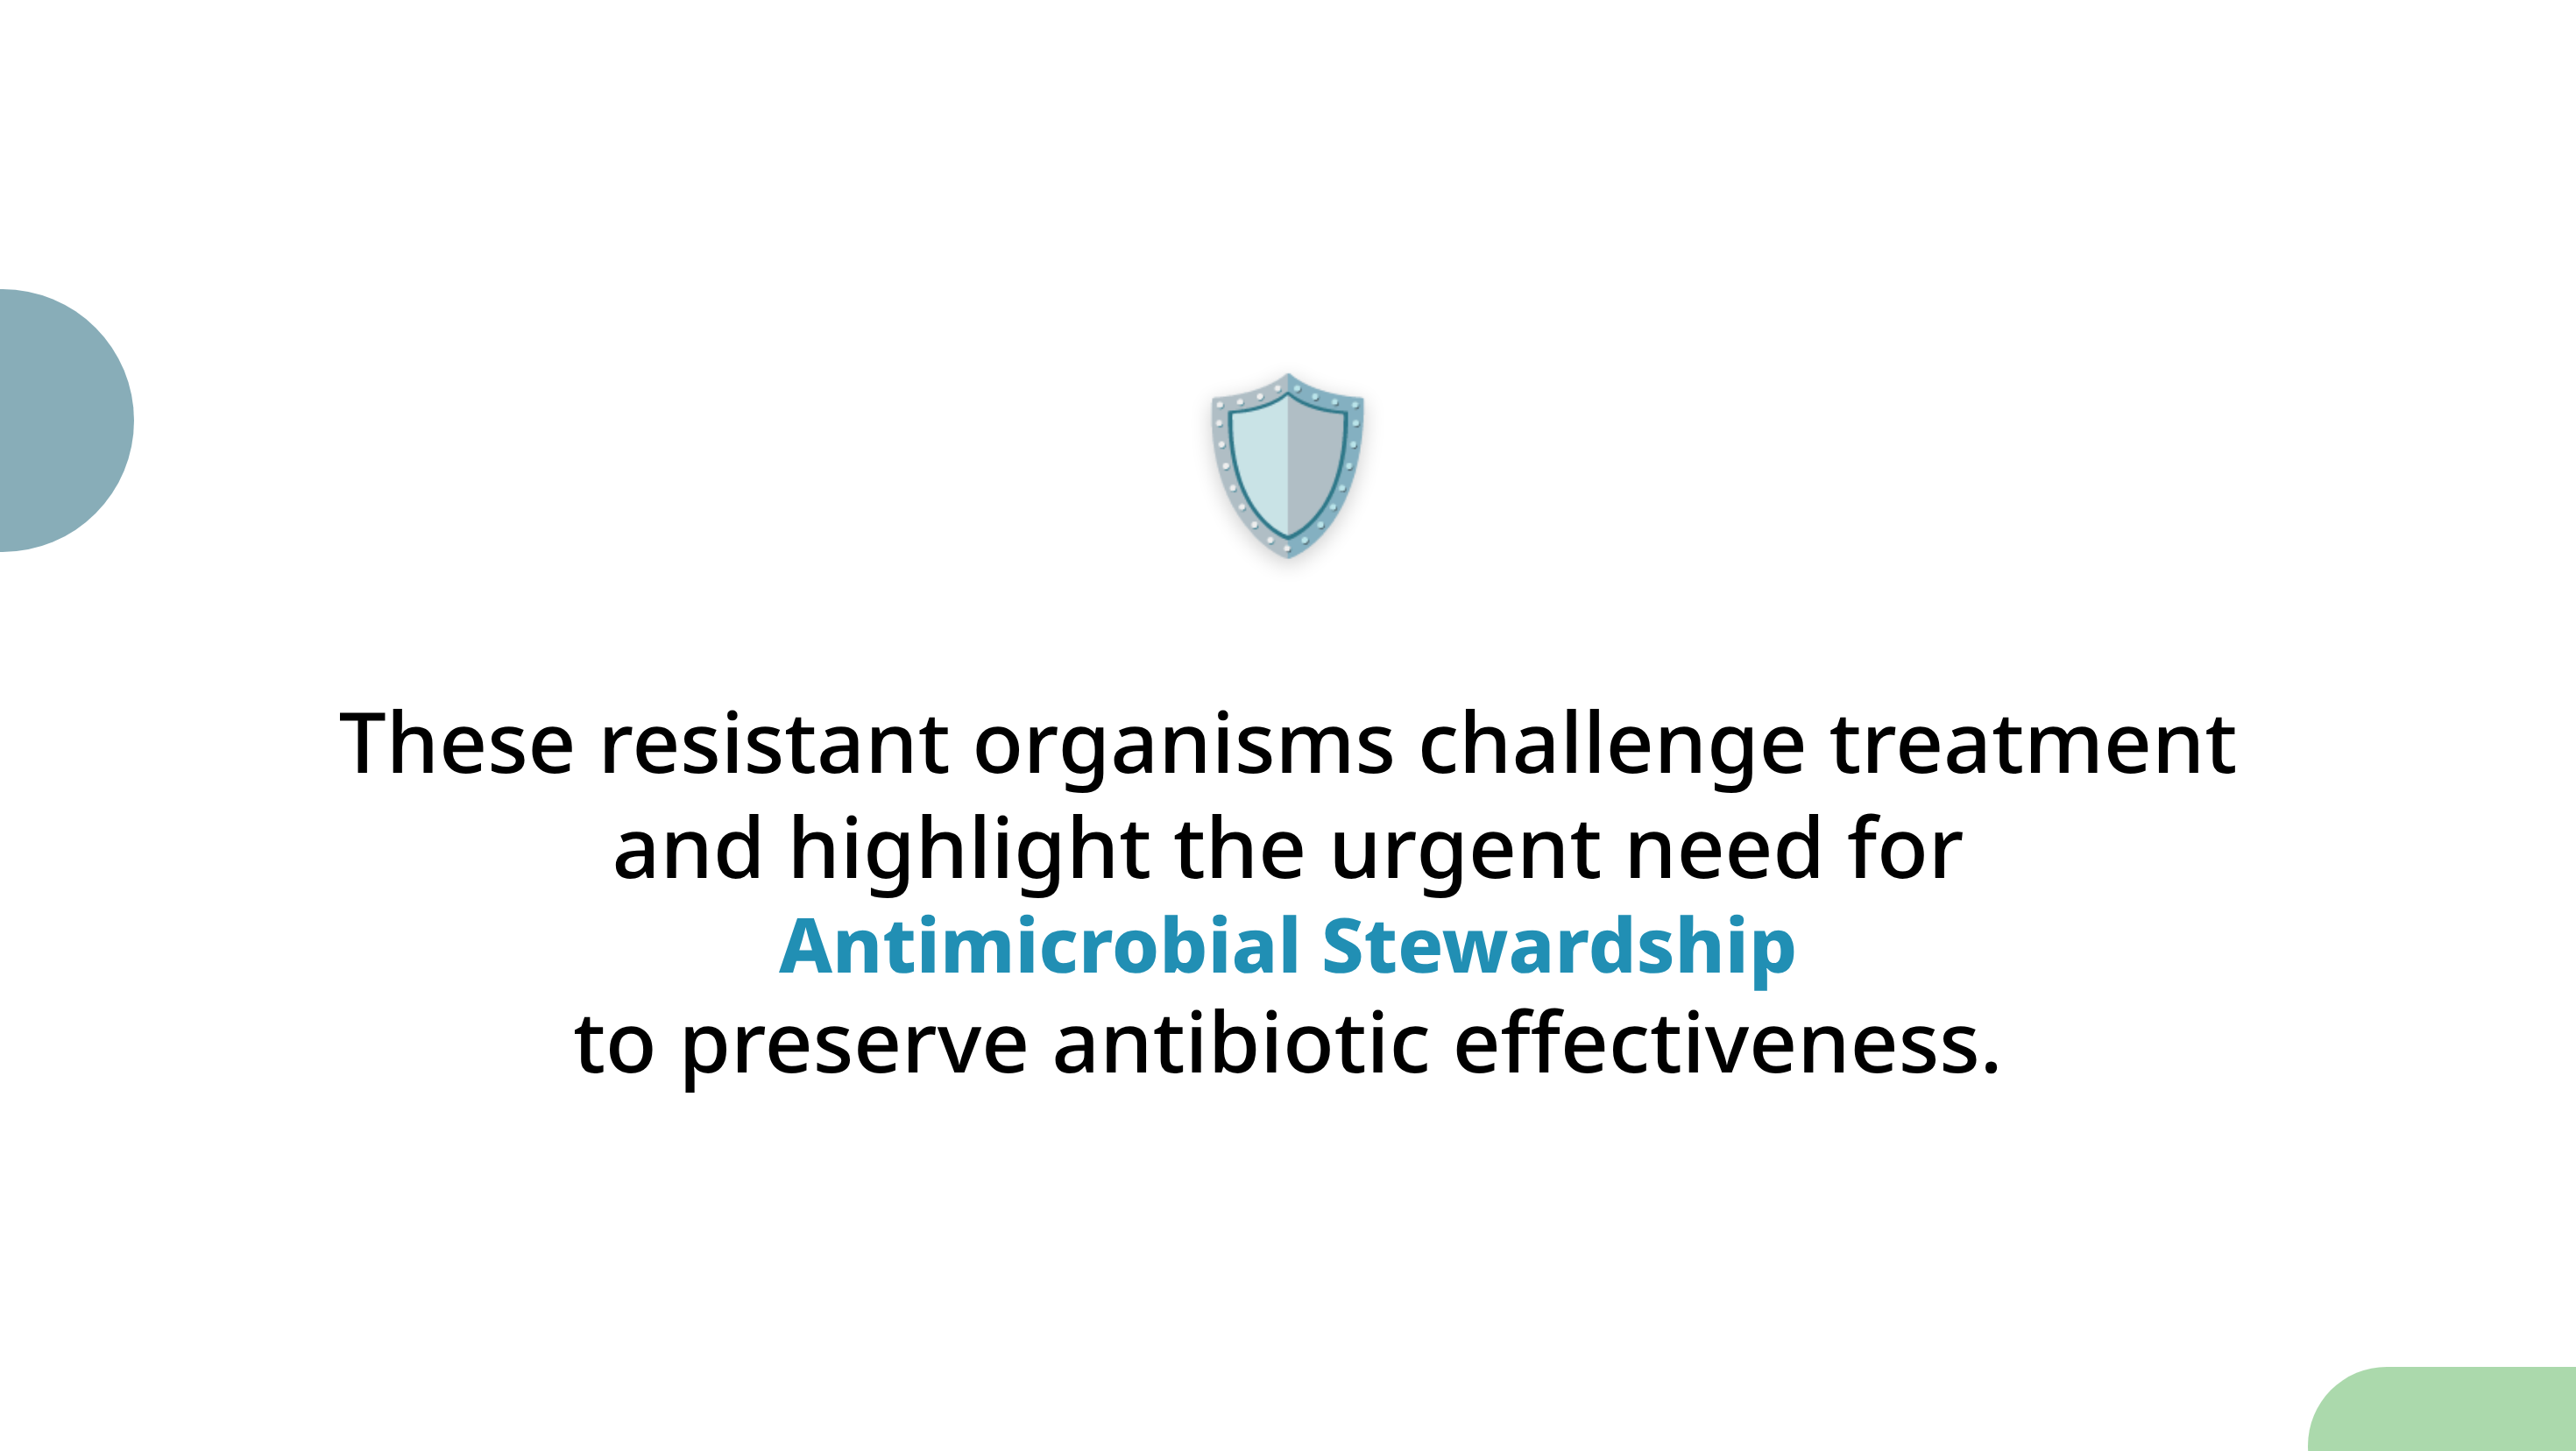 These resistant organisms challenge treatment
and highlight the urgent need for
Antimicrobial Stewardship
to preserve antibiotic effectiveness.